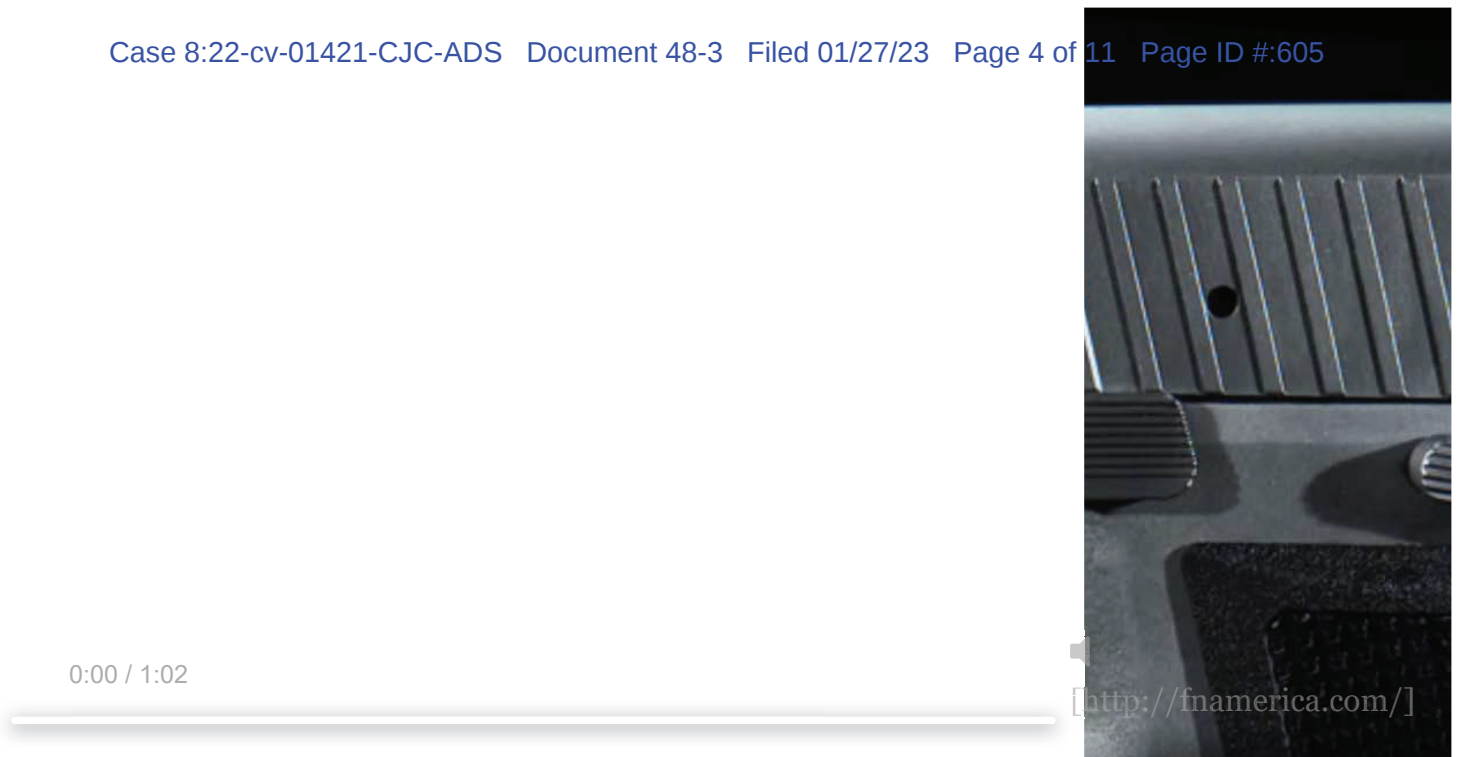 Case 8:22-cv-01421-CJC-ADS Document 48-3 Filed 01/27/23 Page 4 of 11 Page ID #:605
0:00 / 1:02
[http://fnamerica.com/]